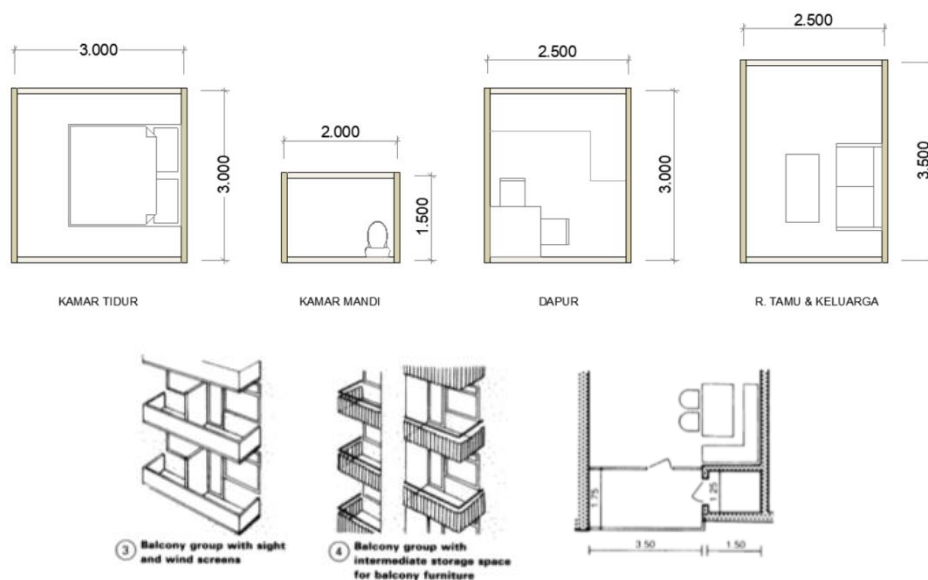 3.000
3.000
KAMAR TIDUR
2.000
1.500
KAMAR MANDI
2.500
3.000
DAPUR
2.500
3.500
R. TAMU & KELUARGA
3 Balcony group with sight
and wind screens
4 Balcony group with
intermediate storage space
for balcony furniture
1.75
1.25
3.50
1.50